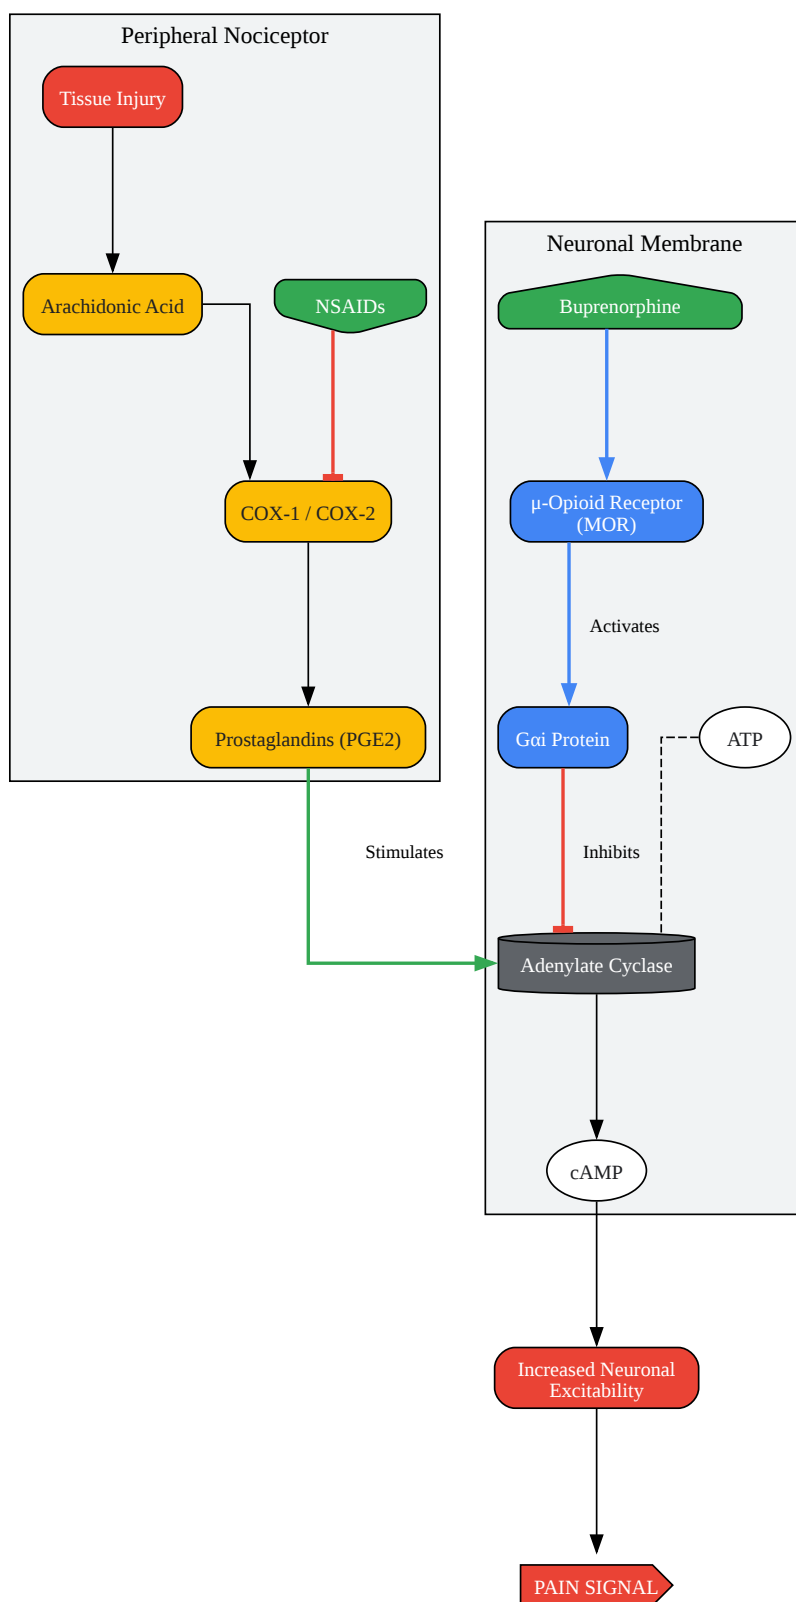 Peripheral Nociceptor
Tissue Injury
Neuronal Membrane
Arachidonic Acid
NSAIDs
Buprenorphine
COX-1 / COX-2
μ-Opioid Receptor
(MOR)
Activates
Prostaglandins (PGE2)
Gαi Protein
ATP
Stimulates
Inhibits
Adenylate Cyclase
cAMP
Increased Neuronal
Excitability
PAIN SIGNAL